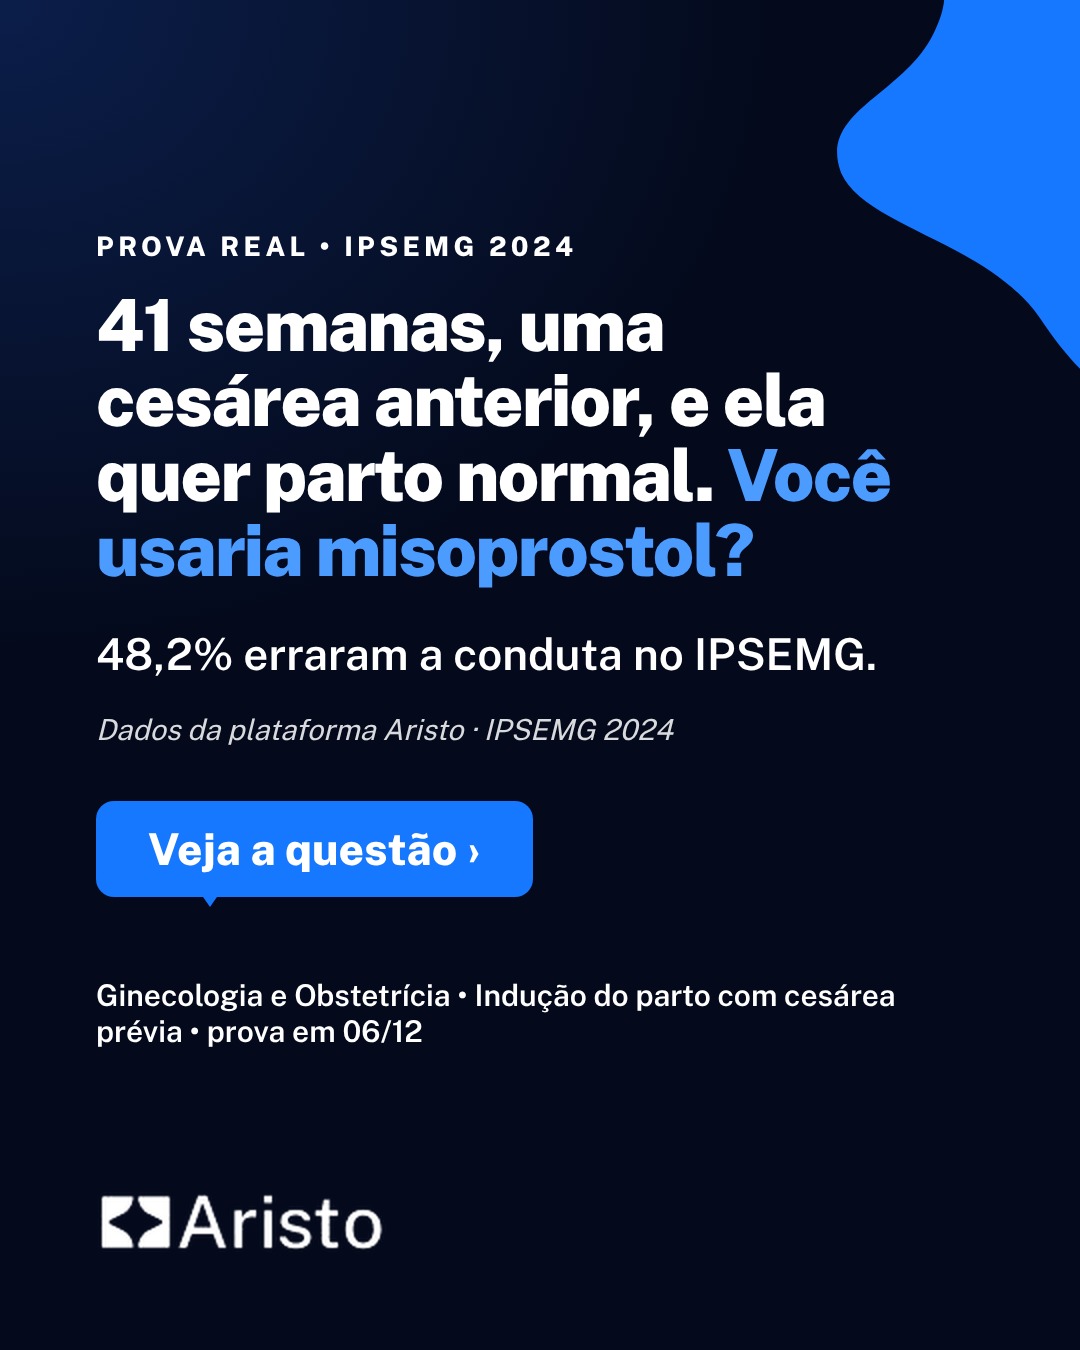 PROVA REAL • IPSEMG 2024
41 semanas, uma
cesárea anterior, e ela
quer parto normal. Você
usaria misoprostol?
48,2% erraram a conduta no IPSEMG.
Dados da plataforma Aristo · IPSEMG 2024
Veja a questão ›
Ginecologia e Obstetrícia • Indução do parto com cesárea
prévia • prova em 06/12
Aristo